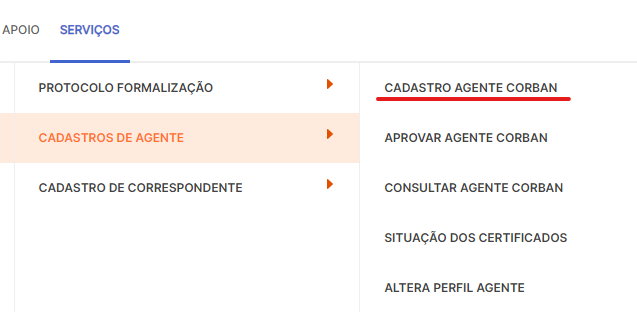 APOIO SERVIÇOS
PROTOCOLO FORMALIZAÇÃO
CADASTROS DE AGENTE
CADASTRO DE CORRESPONDENTE
CADASTRO AGENTE CORBAN
APROVAR AGENTE CORBAN
CONSULTAR AGENTE CORBAN
SITUAÇÃO DOS CERTIFICADOS
ALTERA PERFIL AGENTE